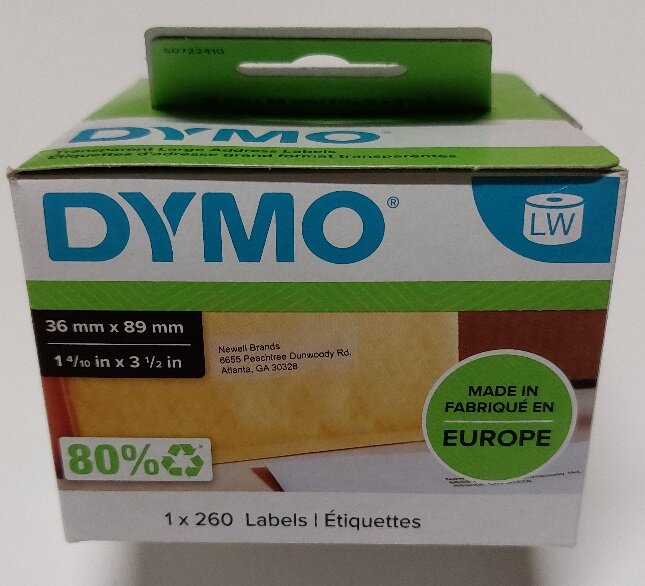 50722410
DYMO
Transparent Large Address Labels
Étiquettes d'adresse grand format transparentes
DYMO®
LW
36 mm x 89 mm
1 4/10 in x 3 1/2 in
Newell Brands
6655 Peachtree Dunwoody Rd.
Atlanta, GA 30328
MADE IN
FABRIQUÉ EN
EUROPE
80%
1 x 260 Labels | Étiquettes